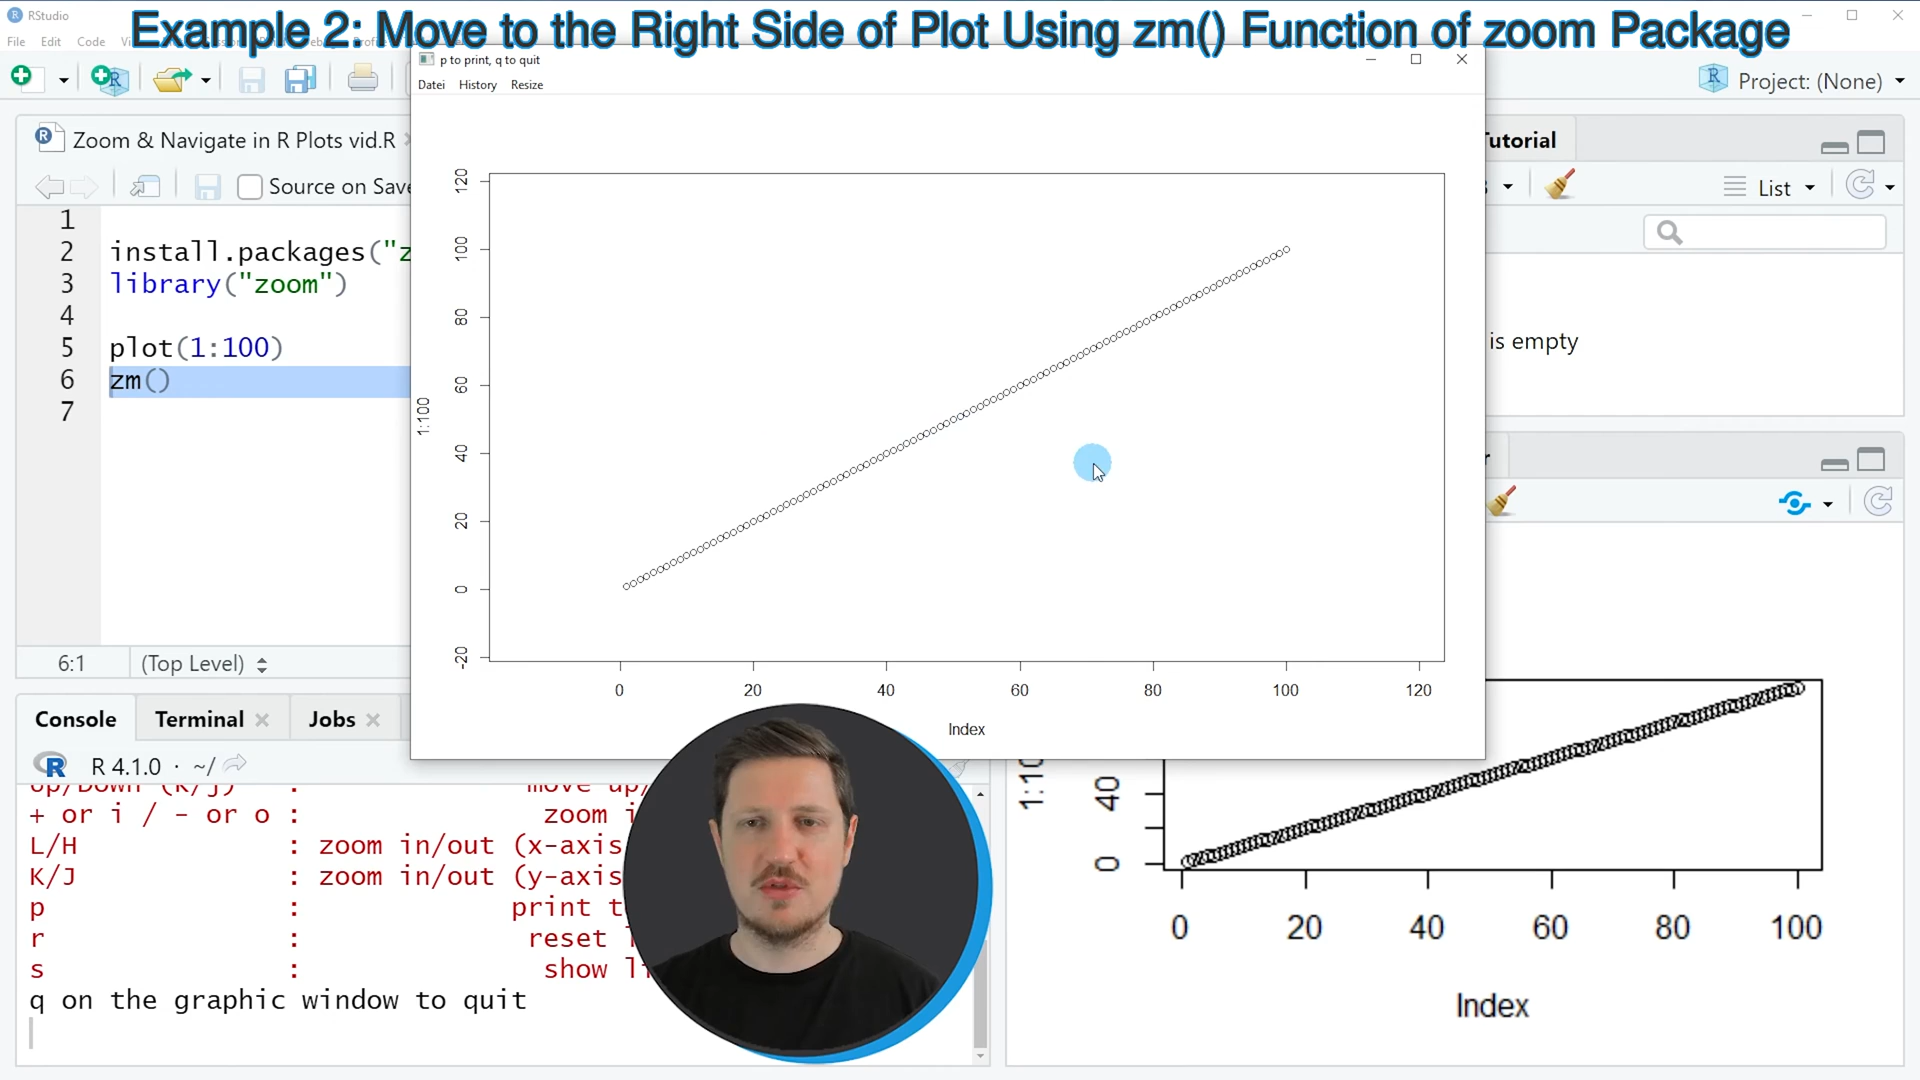 Example 2: Move to the Right Side of Plot Using zm() Function of zoom Package
RStudio
File Edit Code
p to print, q to quit
Datei History Resize
Project: (None)
Zoom & Navigate in R Plots vid.R
Tutorial
Source on Save
List
1
2 install.packages("z
3 library("zoom")
4
5 plot(1:100)
6 zm()
7
is empty
6:1 (Top Level)
120
100
80
60
40
20
0
-20
1:100
0 20 40 60 80 100 120
Index
Console Terminal Jobs
R 4.1.0 · ~/
Up/Down (k/j) : move up/
+ or i / - or o : zoom i
L/H : zoom in/out (x-axis
K/J : zoom in/out (y-axis
p : print t
r : reset
s : show li
q on the graphic window to quit
40
0
0 20 40 60 80 100
Index